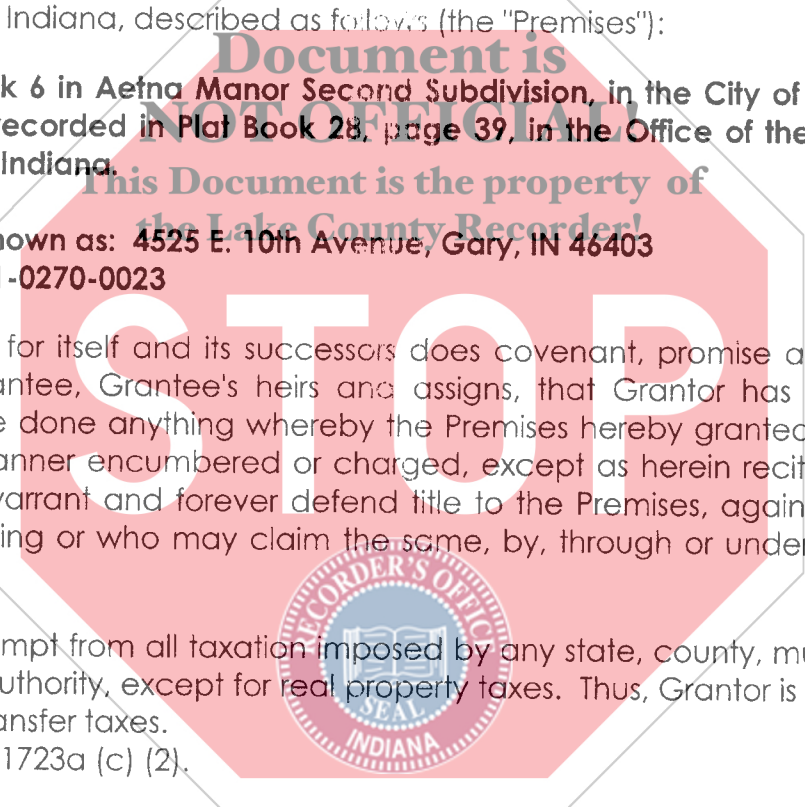 Indiana, described as follows (the "Premises"):
Document is
k 6 in Aetna Manor Second Subdivision, in the City of
NOT OFFICIAL!
recorded in Plat Book 28, page 39, in the Office of the
Indiana.
This Document is the property of
the Lake County Recorder!
nown as: 4525 E. 10th Avenue, Gary, IN 46403
-0270-0023
STOP
for itself and its successors does covenant, promise a
antee, Grantee's heirs and assigns, that Grantor has
e done anything whereby the Premises hereby granted
anner encumbered or charged, except as herein recit
warrant and forever defend title to the Premises, again
ing or who may claim the same, by, through or under
RECORDER'S OFFICE
SEAL
INDIANA
mpt from all taxation imposed by any state, county, mu
uthority, except for real property taxes. Thus, Grantor is
ansfer taxes.
1723a (c) (2).